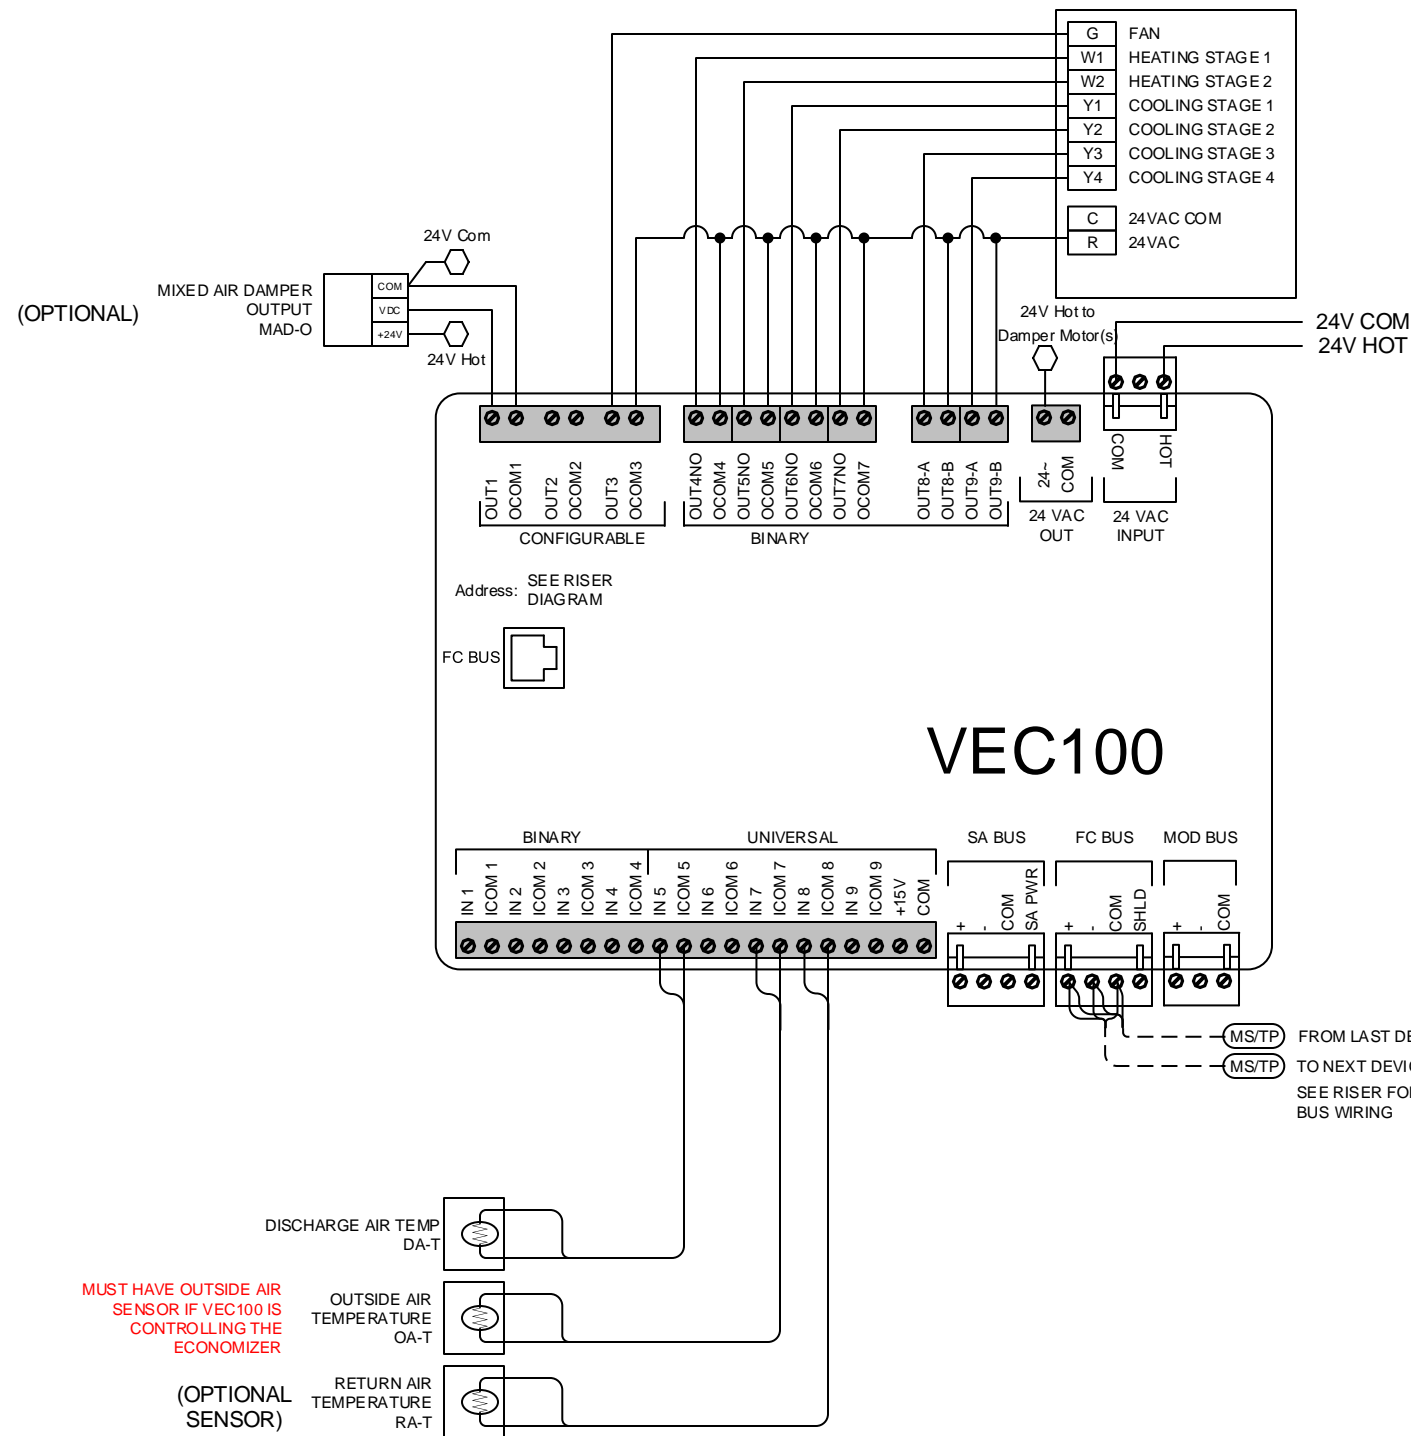 G FAN
W1 HEATING STAGE 1
W2 HEATING STAGE 2
Y1 COOLING STAGE 1
Y2 COOLING STAGE 2
Y3 COOLING STAGE 3
Y4 COOLING STAGE 4
C 24VAC COM
R 24VAC
24V Com
(OPTIONAL)
MIXED AIR DAMPER
OUTPUT
MAD-O
COM
VDC
+24V
24V Hot
24V Hot to
Damper Motor(s)
24V COM
24V HOT
OUT1
OCOM1
OUT2
OCOM2
OUT3
OCOM3
CONFIGURABLE
OUT4NO
OCOM4
OUT5NO
OCOM5
OUT6NO
OCOM6
OUT7NO
OCOM7
OUT8-A
OUT8-B
OUT9-A
OUT9-B
BINARY
24~
COM
24 VAC
OUT
COM
HOT
24 VAC
INPUT
Address: SEE RISER
DIAGRAM
FC BUS
VEC100
BINARY
IN 1
ICOM 1
IN 2
ICOM 2
IN 3
ICOM 3
IN 4
ICOM 4
UNIVERSAL
IN 5
ICOM 5
IN 6
ICOM 6
IN 7
ICOM 7
IN 8
ICOM 8
IN 9
ICOM 9
+15V
COM
SA BUS
+
-
COM
SA PWR
FC BUS
+
-
COM
SHLD
MOD BUS
+
-
COM
MS/TP FROM LAST
MS/TP TO NEXT
SEE RISER
BUS WIRING
DISCHARGE AIR TEMP
DA-T
MUST HAVE OUTSIDE AIR
SENSOR IF VEC100 IS
CONTROLLING THE
ECONOMIZER
OUTSIDE AIR
TEMPERATURE
OA-T
(OPTIONAL
SENSOR)
RETURN AIR
TEMPERATURE
RA-T